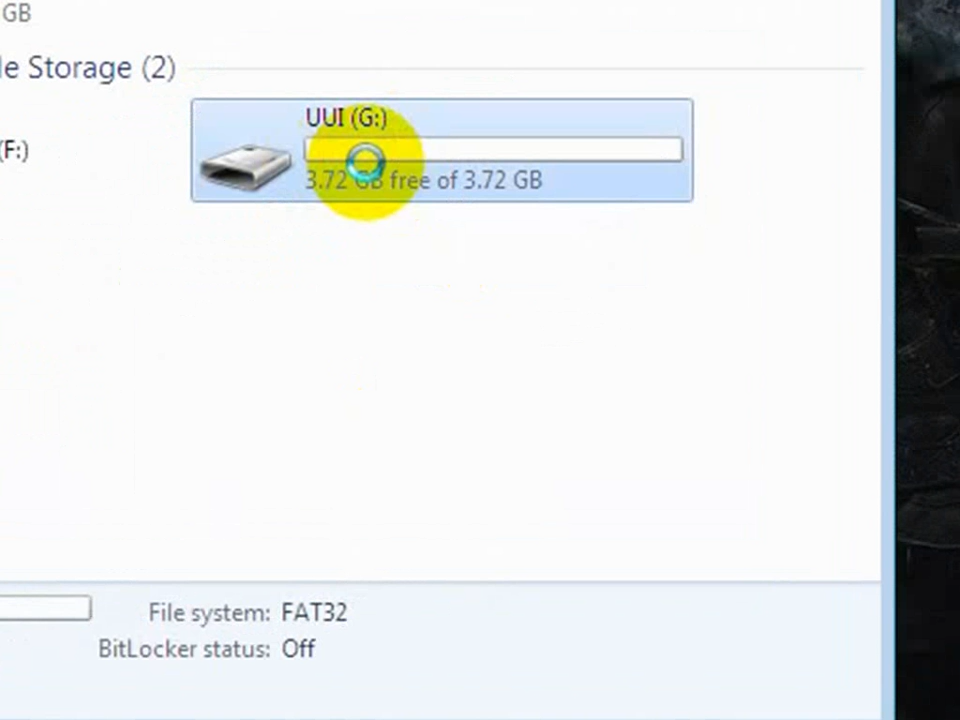 GB
le Storage (2)
UUI (G:)
(F:)
3.72 GB free of 3.72 GB
File system: FAT32
BitLocker status: Off